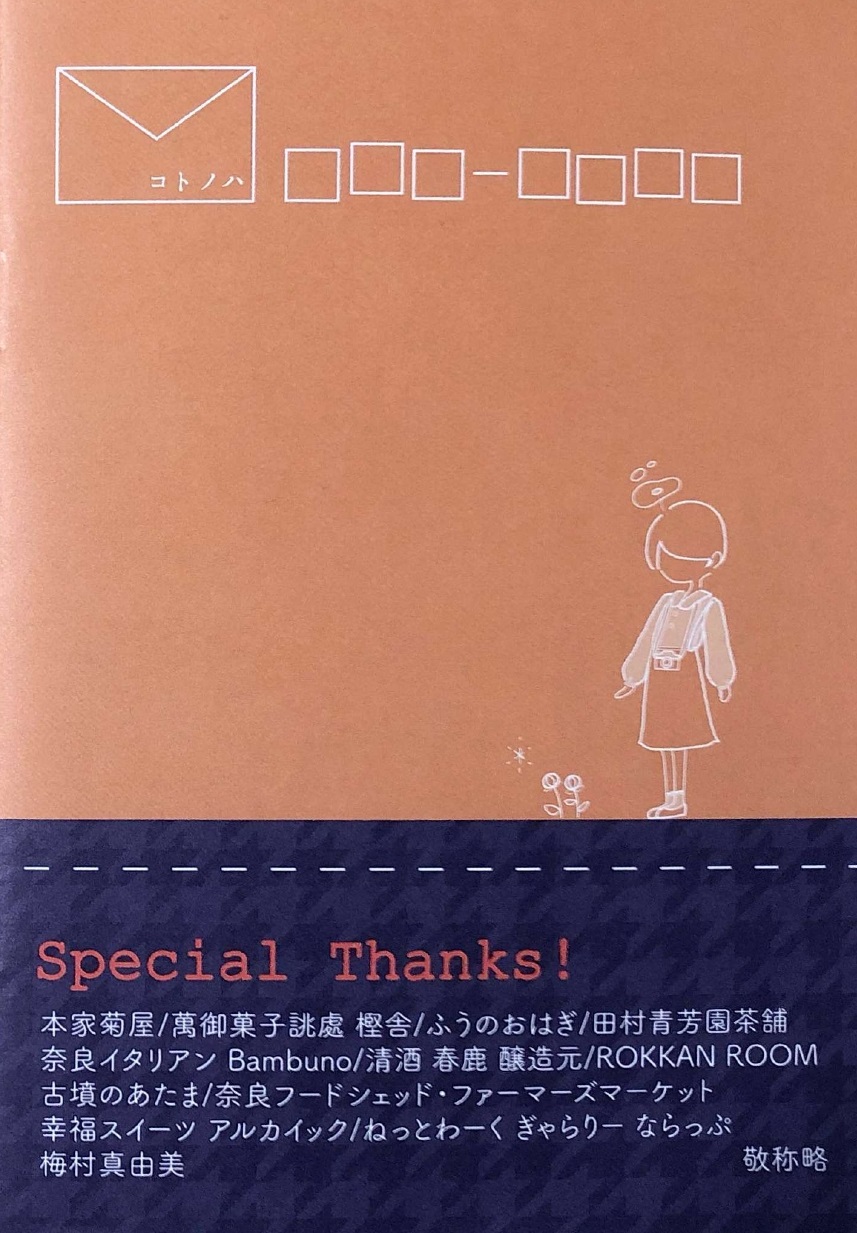 コトノハ
Special Thanks!
本家菊屋/萬御菓子誂處 樫舎/ふうのおはぎ/田村青芳園茶舗
奈良イタリアン Bambuno/清酒 春鹿 醸造元/ROKKAN ROOM
古墳のあたま/奈良フードシェッド・ファーマーズマーケット
幸福スイーツ アルカイック/ねっとわーく ぎゃらりー ならっぷ
梅村真由美
敬称略